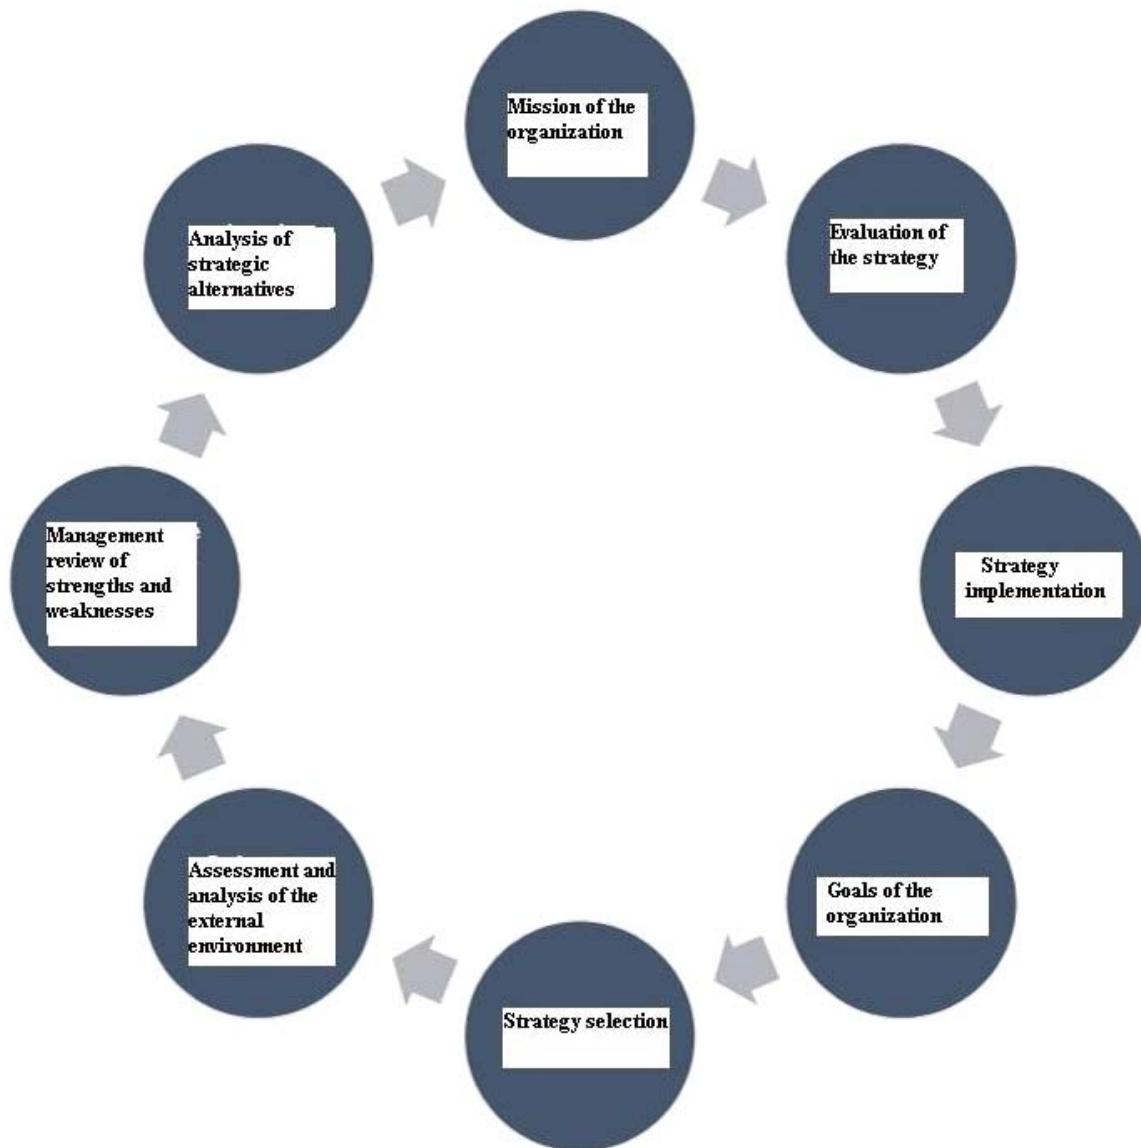 Mission of the
organization
Evaluation of
the strategy
Strategy
implementation
Goals of the
organization
Strategy selection
Assessment and
analysis of the
external
environment
Management
review of
strengths and
weaknesses
Analysis of
strategic
alternatives